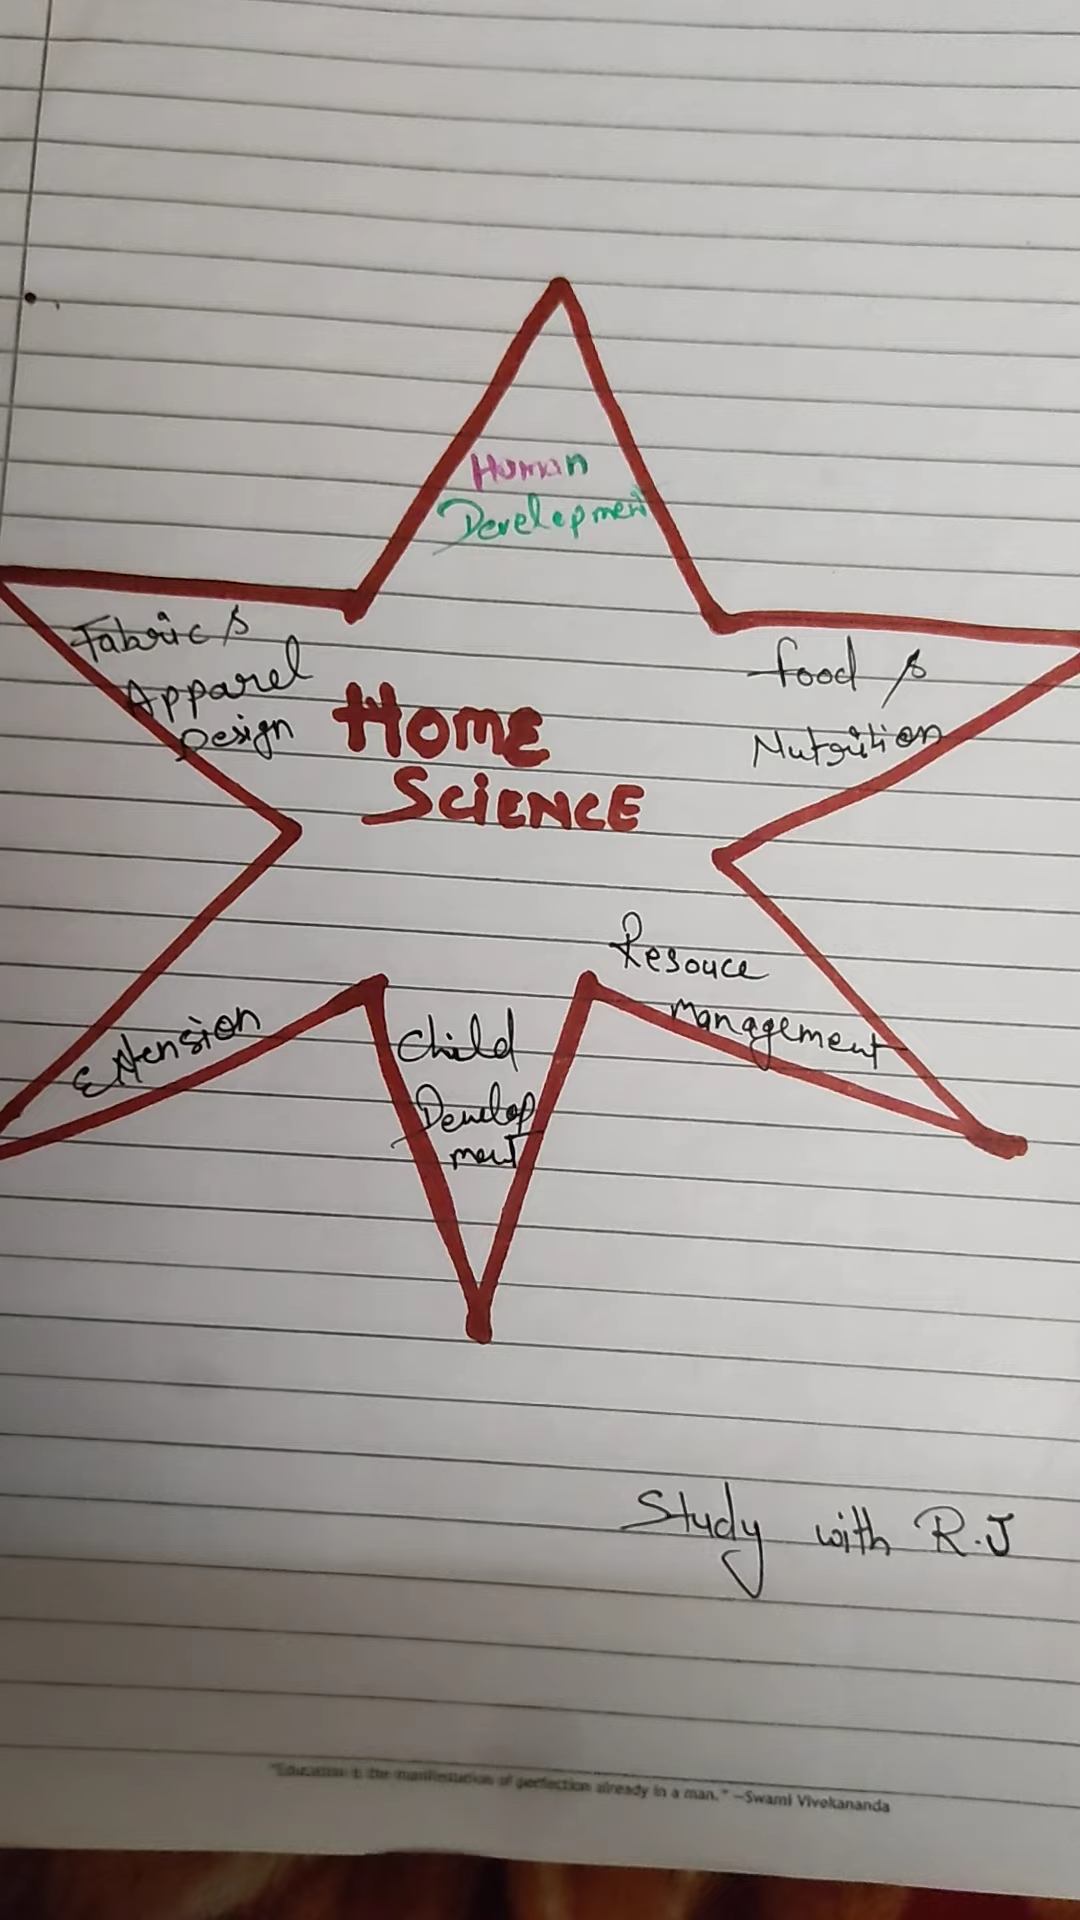 Human
Development
Fabric &
Apparel
Design
Food &
Nutrition
HOME
SCIENCE
Resouce
Management
Extension
Child
Develop
ment
Study with R.J
"Education is the manifestation of perfection already in a man." —Swami Vivekananda